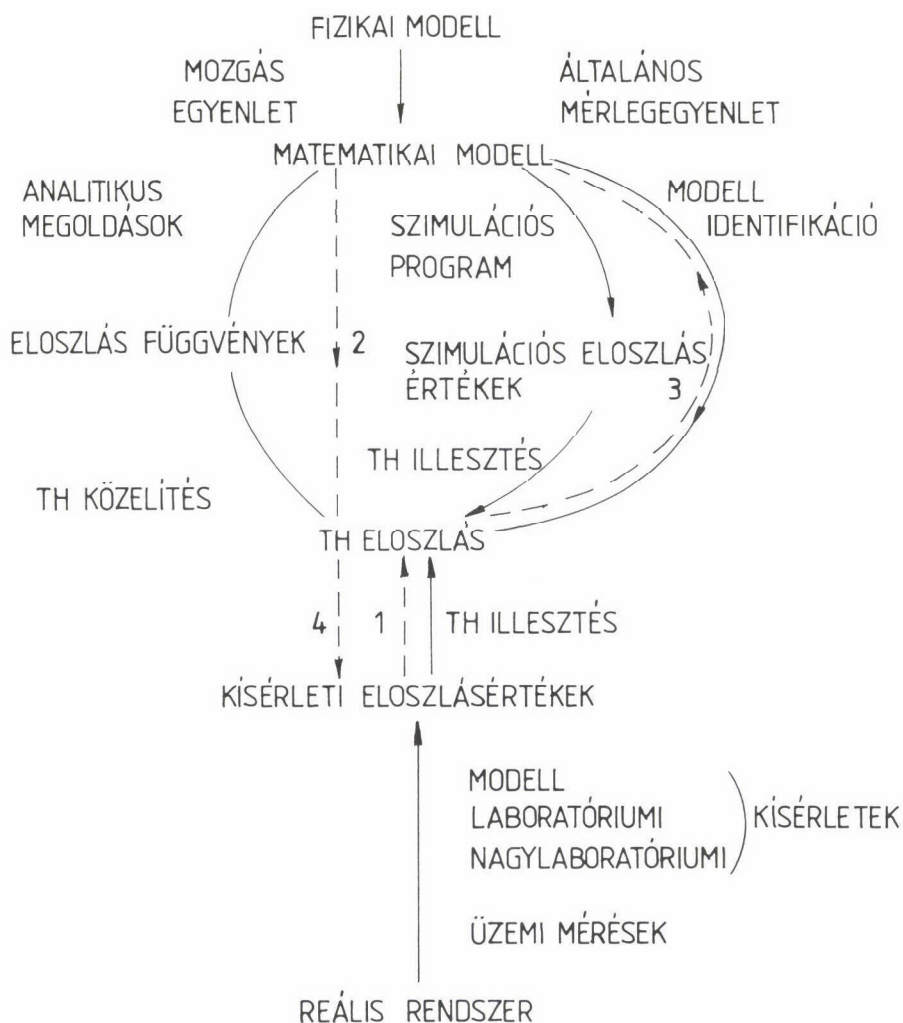 FIZIKAI MODELL
MOZGÁS
EGYENLET
ÁLTALÁNOS
MÉRLEGEGYENLET
MATEMATIKAI MODELL
ANALITIKUS
MEGOLDÁSOK
SZIMULÁCIÓS
PROGRAM
MODELL
IDENTIFIKÁCIÓ
ELOSZLÁS FÜGGVÉNYEK
2
SZIMULÁCIÓS ELOSZLÁS
ÉRTÉKEK
3
TH ILLESZTÉS
TH KÖZELÍTÉS
TH ELOSZLÁS
4
1
TH ILLESZTÉS
KÍSÉRLETI ELOSZLÁSÉRTÉKEK
MODELL
LABORATÓRIUMI
NAGYLABORATÓRIUMI
KÍSÉRLETEK
ÜZEMI MÉRÉSEK
REÁLIS RENDSZER